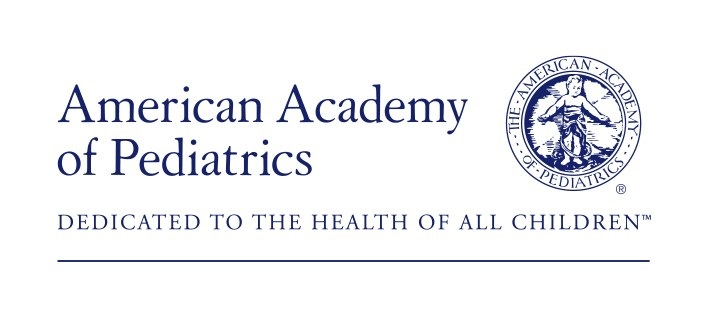 American Academy
of Pediatrics
THE · AMERICAN · ACADEMY
· OF · PEDIATRICS ·
®
DEDICATED TO THE HEALTH OF ALL CHILDREN™